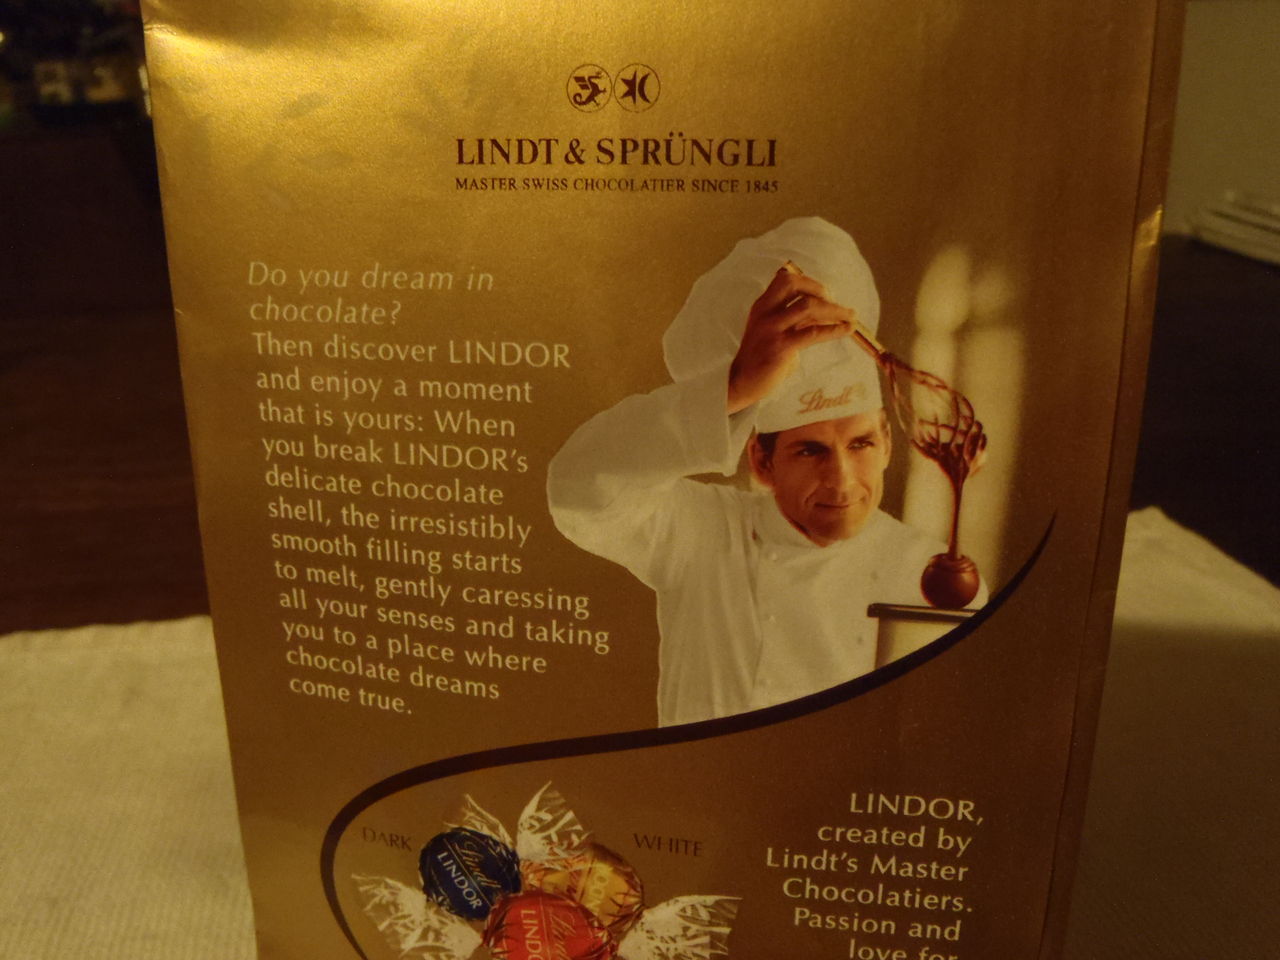 LINDT & SPRÜNGLI
MASTER SWISS CHOCOLATIER SINCE 1845
Do you dream in
chocolate?
Then discover LINDOR
and enjoy a moment
that is yours: When
you break LINDOR's
delicate chocolate
shell, the irresistibly
smooth filling starts
to melt, gently caressing
all your senses and taking
you to a place where
chocolate dreams
come true.
Lindt
DARK
WHITE
Lindt
LINDOR
LINDOR,
created by
Lindt's Master
Chocolatiers.
Passion and
love for